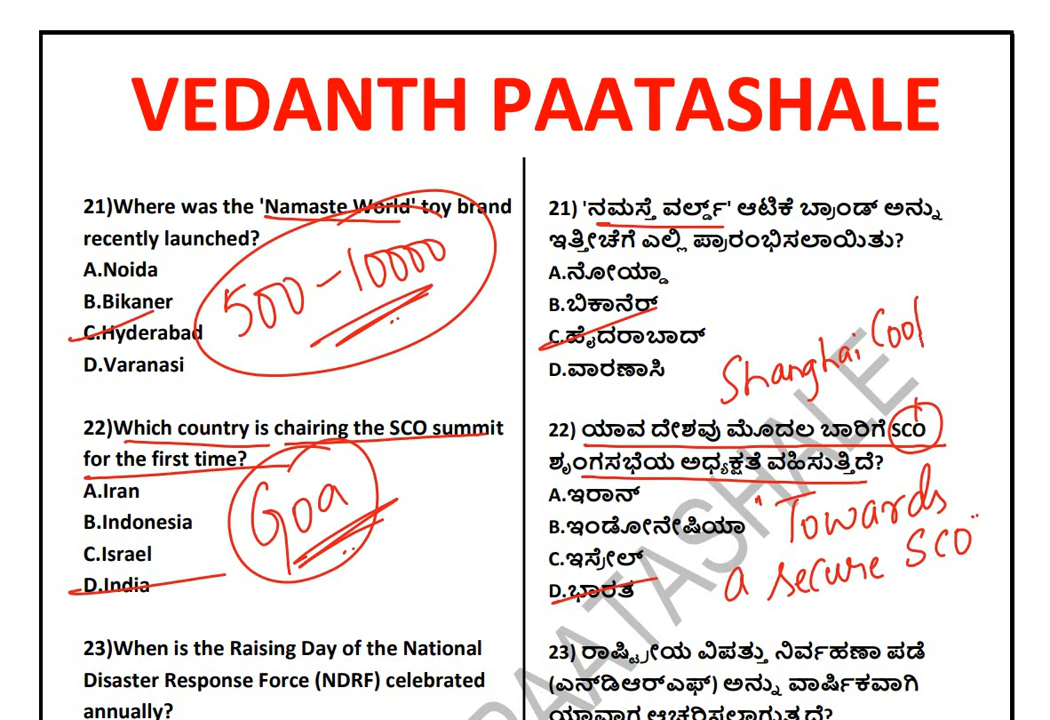 VEDANTH PAATASHALE
21)Where was the 'Namaste World' toy brand
recently launched?
A.Noida
B.Bikaner
C.Hyderabad
D.Varanasi
500-10000
22)Which country is chairing the SCO summit
for the first time?
A.Iran
B.Indonesia
C.Israel
D.India
Goa
23)When is the Raising Day of the National
Disaster Response Force (NDRF) celebrated
annually?
21) 'ನಮಸ್ತೆ ವರ್ಲ್ಡ್' ಆಟಿಕೆ ಬ್ರಾಂಡ್ ಅನ್ನು
ಇತ್ತೀಚೆಗೆ ಎಲ್ಲಿ ಪ್ರಾರಂಭಿಸಲಾಯಿತು?
A.ನೋಯ್ಡಾ
B.ಬಿಕಾನೆರ್
C.ಹೈದರಾಬಾದ್
D.ವಾರಣಾಸಿ
Shanghai Cool
22) ಯಾವ ದೇಶವು ಮೊದಲ ಬಾರಿಗೆ SCO
ಶೃಂಗಸಭೆಯ ಅಧ್ಯಕ್ಷತೆ ವಹಿಸುತ್ತಿದೆ?
A.ಇರಾನ್
B.ಇಂಡೋನೇಷಿಯಾ
C.ಇಸ್ರೇಲ್
D.ಭಾರತ
"Towards
a secure SCO"
23) ರಾಷ್ಟ್ರೀಯ ವಿಪತ್ತು ನಿರ್ವಹಣಾ ಪಡೆ
(ಎನ್‌ಡಿಆರ್‌ಎಫ್) ಅನ್ನು ವಾರ್ಷಿಕವಾಗಿ
ಯಾವಾಗ ಆಚರಿಸಲಾಗುತ್ತದೆ?
PAATASHALE